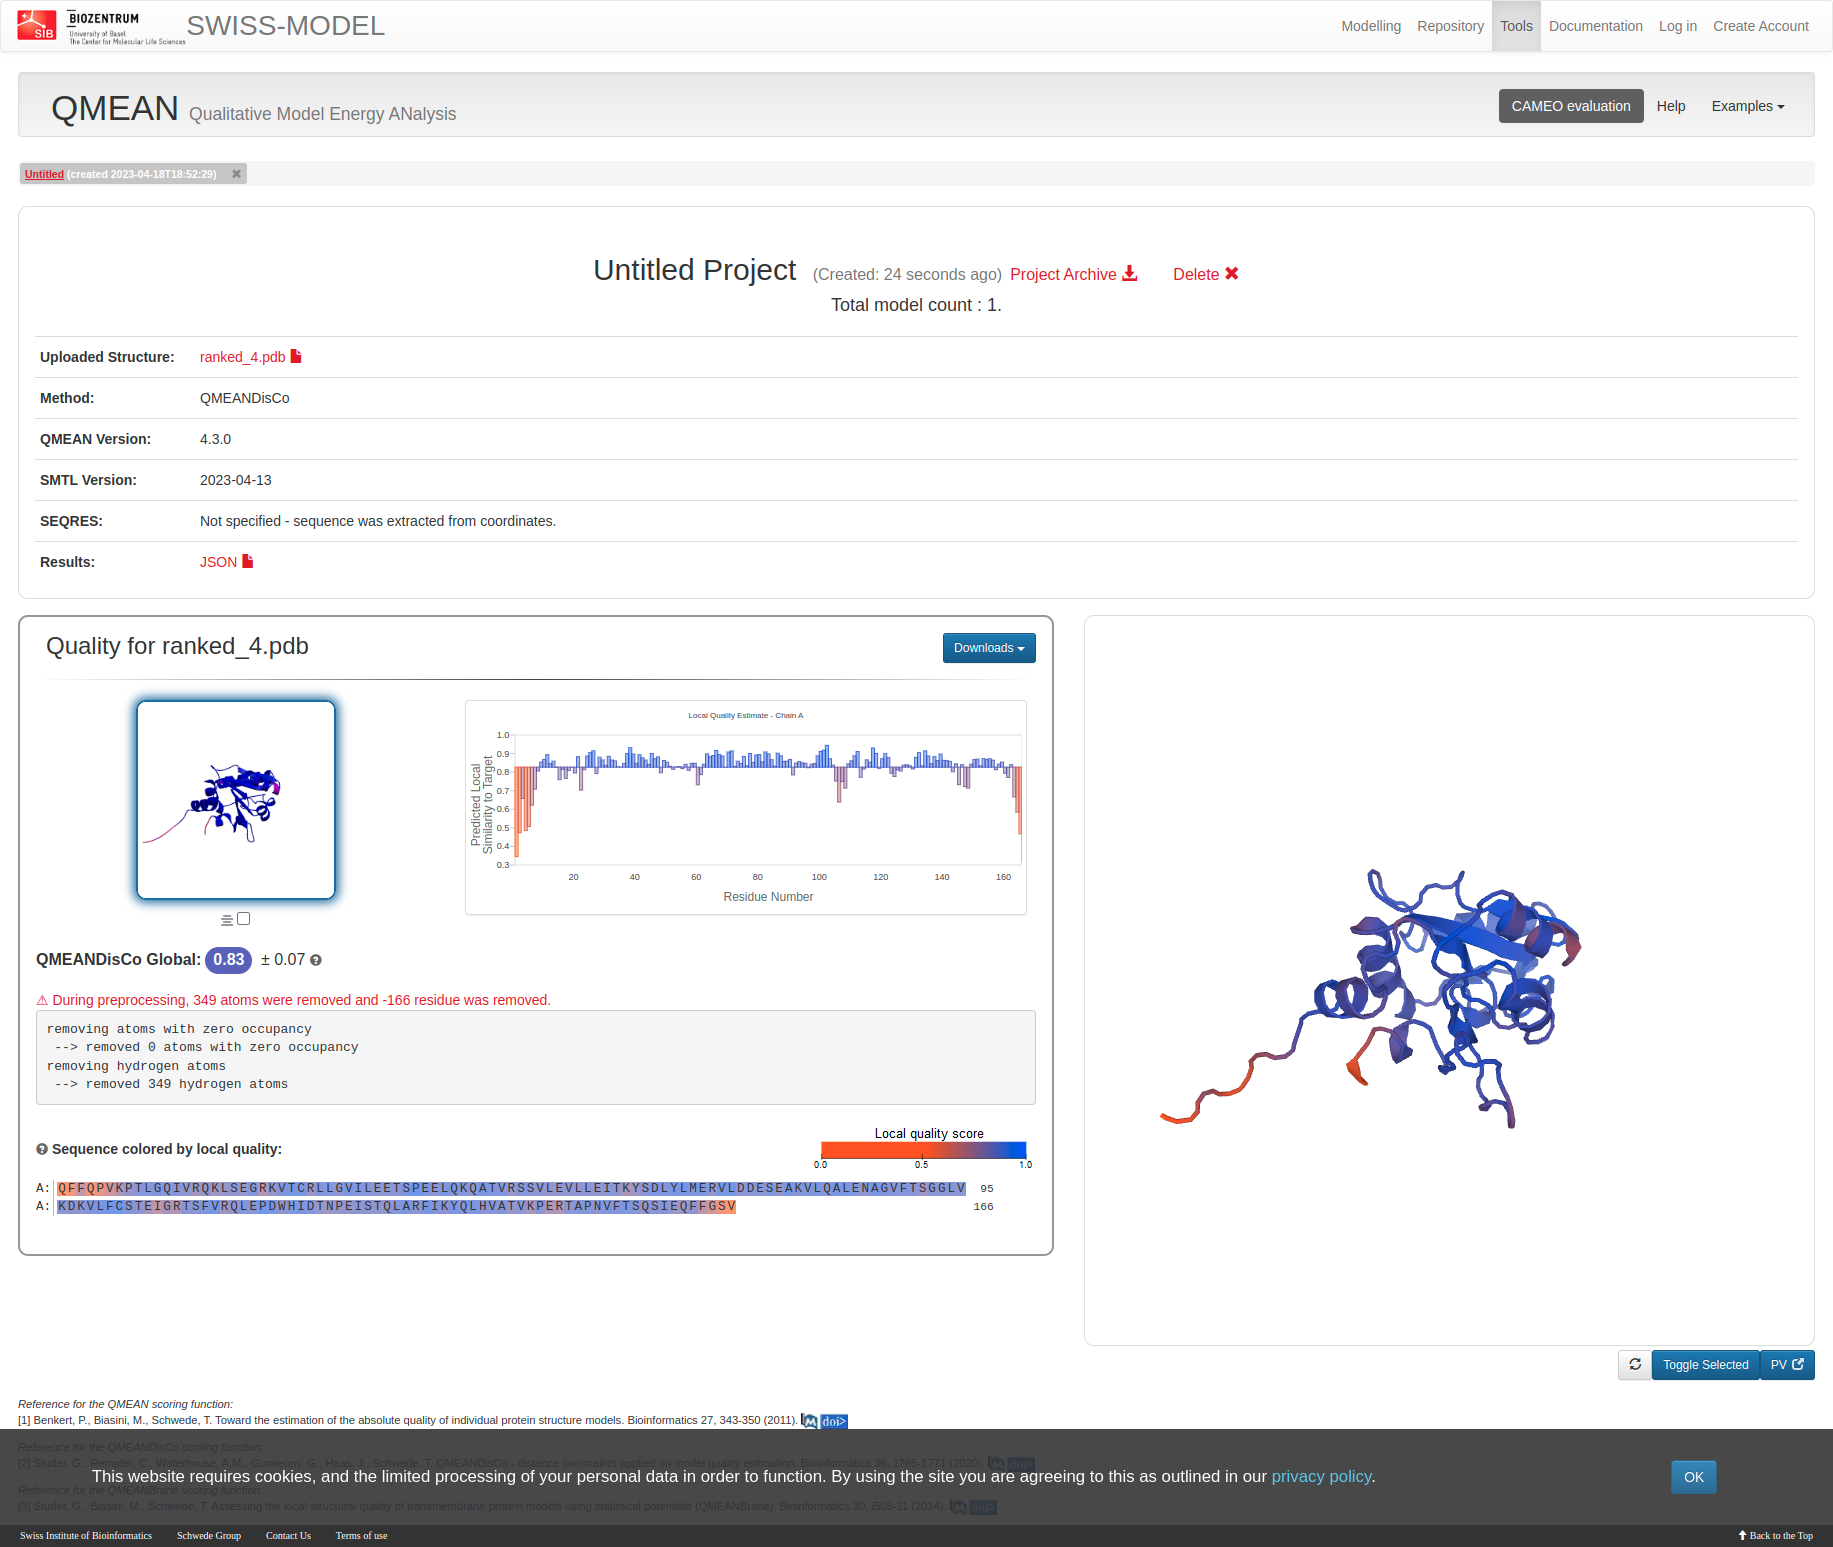 SIB
BIOZENTRUM
University of Basel
The Center for Molecular Life Sciences
SWISS-MODEL
Modelling Repository Tools Documentation Log in Create Account
QMEAN Qualitative Model Energy ANalysis
CAMEO evaluation Help Examples
Untitled (created 2023-04-18T18:52:29)
Untitled Project (Created: 24 seconds ago) Project Archive Delete
Total model count : 1.
Uploaded Structure: ranked_4.pdb
Method: QMEANDisCo
QMEAN Version: 4.3.0
SMTL Version: 2023-04-13
SEQRES: Not specified - sequence was extracted from coordinates.
Results: JSON
Quality for ranked_4.pdb
Downloads
Local Quality Estimate - Chain A
Predicted Local
Similarity to Target
1.0
0.9
0.8
0.7
0.6
0.5
0.4
0.3
20 40 60 80 100 120 140 160
Residue Number
QMEANDisCo Global: 0.83 ± 0.07
⚠ During preprocessing, 349 atoms were removed and -166 residue was removed.
removing atoms with zero occupancy
--> removed 0 atoms with zero occupancy
removing hydrogen atoms
--> removed 349 hydrogen atoms
Sequence colored by local quality:
Local quality score
0.0 0.5 1.0
A: QFFQPVKPTLGQIVRQKLSEGRKVTCRLLGVILEETSPEELQKQATVRSSVLEVLLEITKYSDLYLMERVLDDESEAKVLQALENAGVFTSGGLV 95
A: KDKVLFCSTEIGRTSFVRQLEPDWHIDTNPEISTQLARFIKYQLHVATVKPERTAPNVFTSQSIEQFFGSV 166
Toggle Selected PV
Reference for the QMEAN scoring function:
[1] Benkert, P., Biasini, M., Schwede, T. Toward the estimation of the absolute quality of individual protein structure models. Bioinformatics 27, 343-350 (2011). doi>
Reference for the QMEANDisCo scoring function:
[2] Studer, G., Rempfer, C., Waterhouse, A.M., Gumienny, G., Haas, J., Schwede, T. QMEANDisCo - distance constraints applied on model quality estimation. Bioinformatics 36, 1765-1771 (2020). doi>
This website requires cookies, and the limited processing of your personal data in order to function. By using the site you are agreeing to this as outlined in our privacy policy.
OK
Reference for the QMEANBrane scoring function:
[3] Studer, G., Biasini, M., Schwede, T. Assessing the local structural quality of transmembrane protein models using statistical potentials (QMEANBrane). Bioinformatics 30, i505-11 (2014). doi>
Swiss Institute of Bioinformatics Schwede Group Contact Us Terms of use
Back to the Top